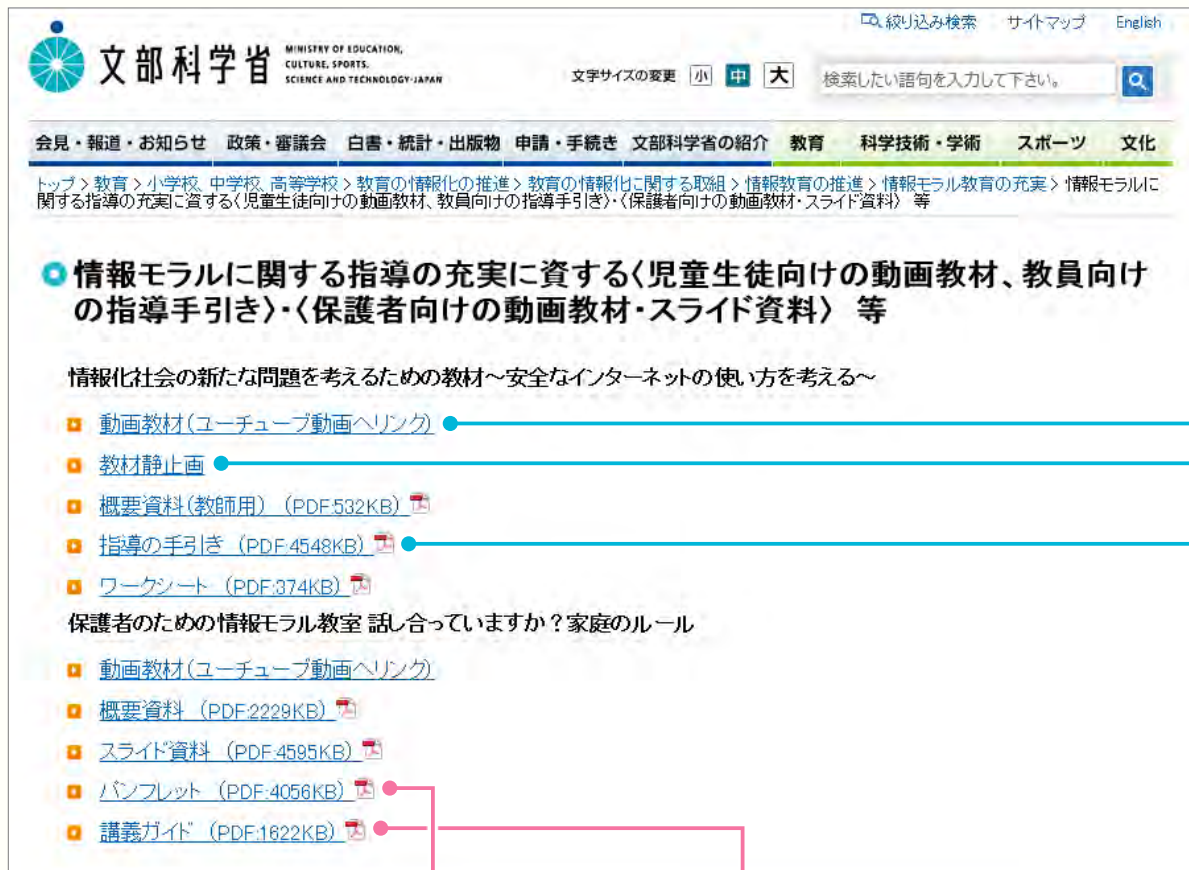 絞り込み検索 サイトマップ English
文部科学省 MINISTRY OF EDUCATION,
CULTURE, SPORTS,
SCIENCE AND TECHNOLOGY-JAPAN
文字サイズの変更 小 中 大 検索したい語句を入力して下さい。
会見・報道・お知らせ 政策・審議会 白書・統計・出版物 申請・手続き 文部科学省の紹介 教育 科学技術・学術 スポーツ 文化
トップ > 教育 > 小学校、中学校、高等学校 > 教育の情報化の推進 > 教育の情報化に関する取組 > 情報教育の推進 > 情報モラル教育の充実 > 情報モラルに
関する指導の充実に資する〈児童生徒向けの動画教材、教員向けの指導手引き〉・〈保護者向けの動画教材・スライド資料〉 等
情報モラルに関する指導の充実に資する〈児童生徒向けの動画教材、教員向け
の指導手引き〉・〈保護者向けの動画教材・スライド資料〉 等
情報化社会の新たな問題を考えるための教材～安全なインターネットの使い方を考える～
動画教材(ユーチューブ動画へリンク)
教材静止画
概要資料(教師用) (PDF:532KB)
指導の手引き (PDF:4548KB)
ワークシート (PDF:374KB)
保護者のための情報モラル教室 話し合っていますか？家庭のルール
動画教材(ユーチューブ動画へリンク)
概要資料 (PDF:2229KB)
スライド資料 (PDF:4595KB)
パンフレット (PDF:4056KB)
講義ガイド (PDF:1622KB)